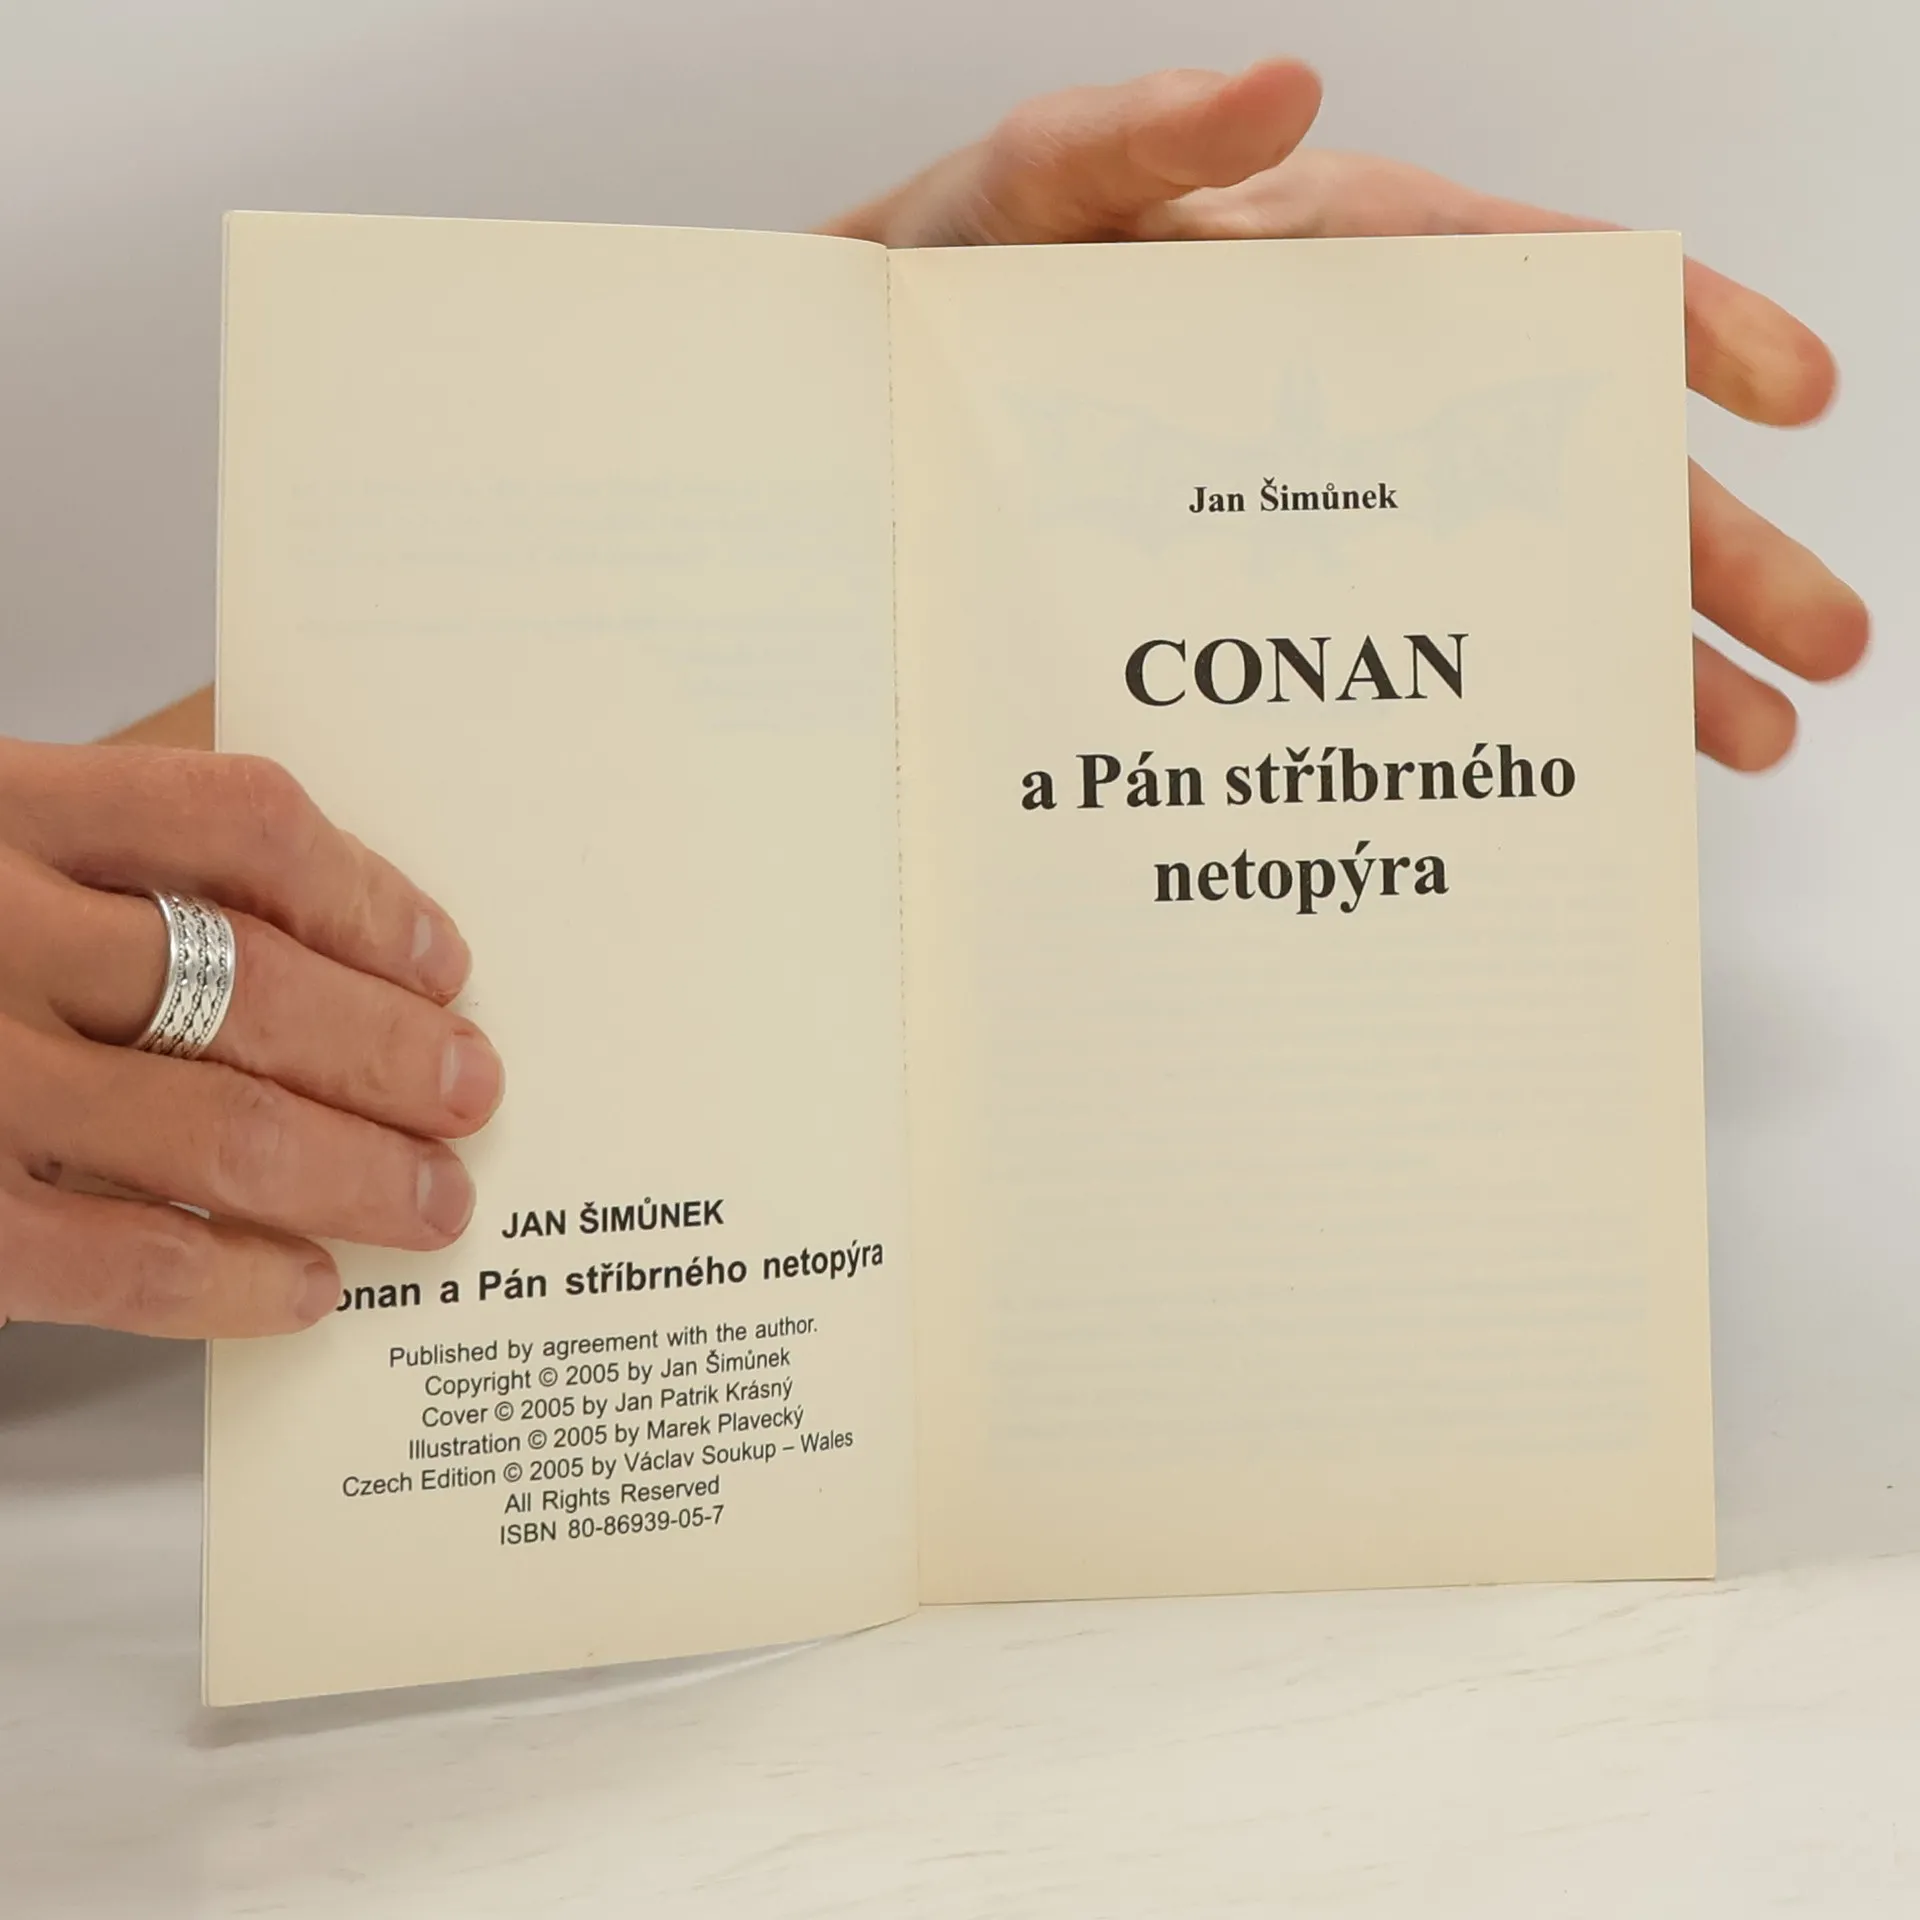 JAN ŠIMŮNEK
onan a Pán stříbrného netopýra
Published by agreement with the author.
Copyright © 2005 by Jan Šimůnek
Cover © 2005 by Jan Patrik Krásný
Illustration © 2005 by Marek Plavecký
Czech Edition © 2005 by Václav Soukup – Wales
All Rights Reserved
ISBN 80-86939-05-7
Jan Šimůnek
CONAN
a Pán stříbrného
netopýra